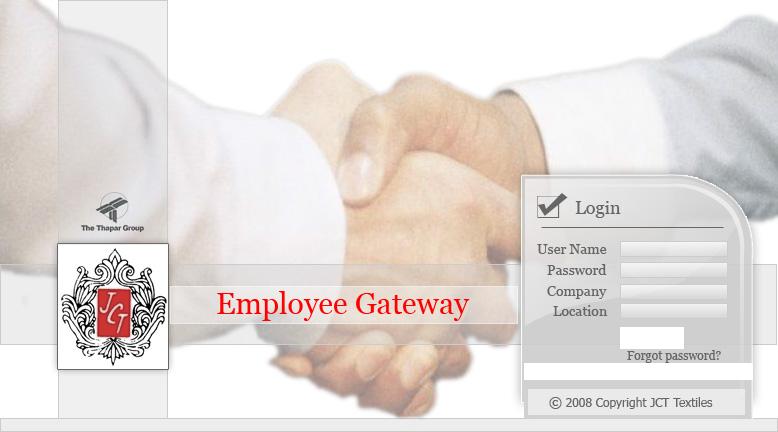 The Thapar Group
JCT
Employee Gateway
Login
User Name
Password
Company
Location
Forgot password?
© 2008 Copyright JCT Textiles